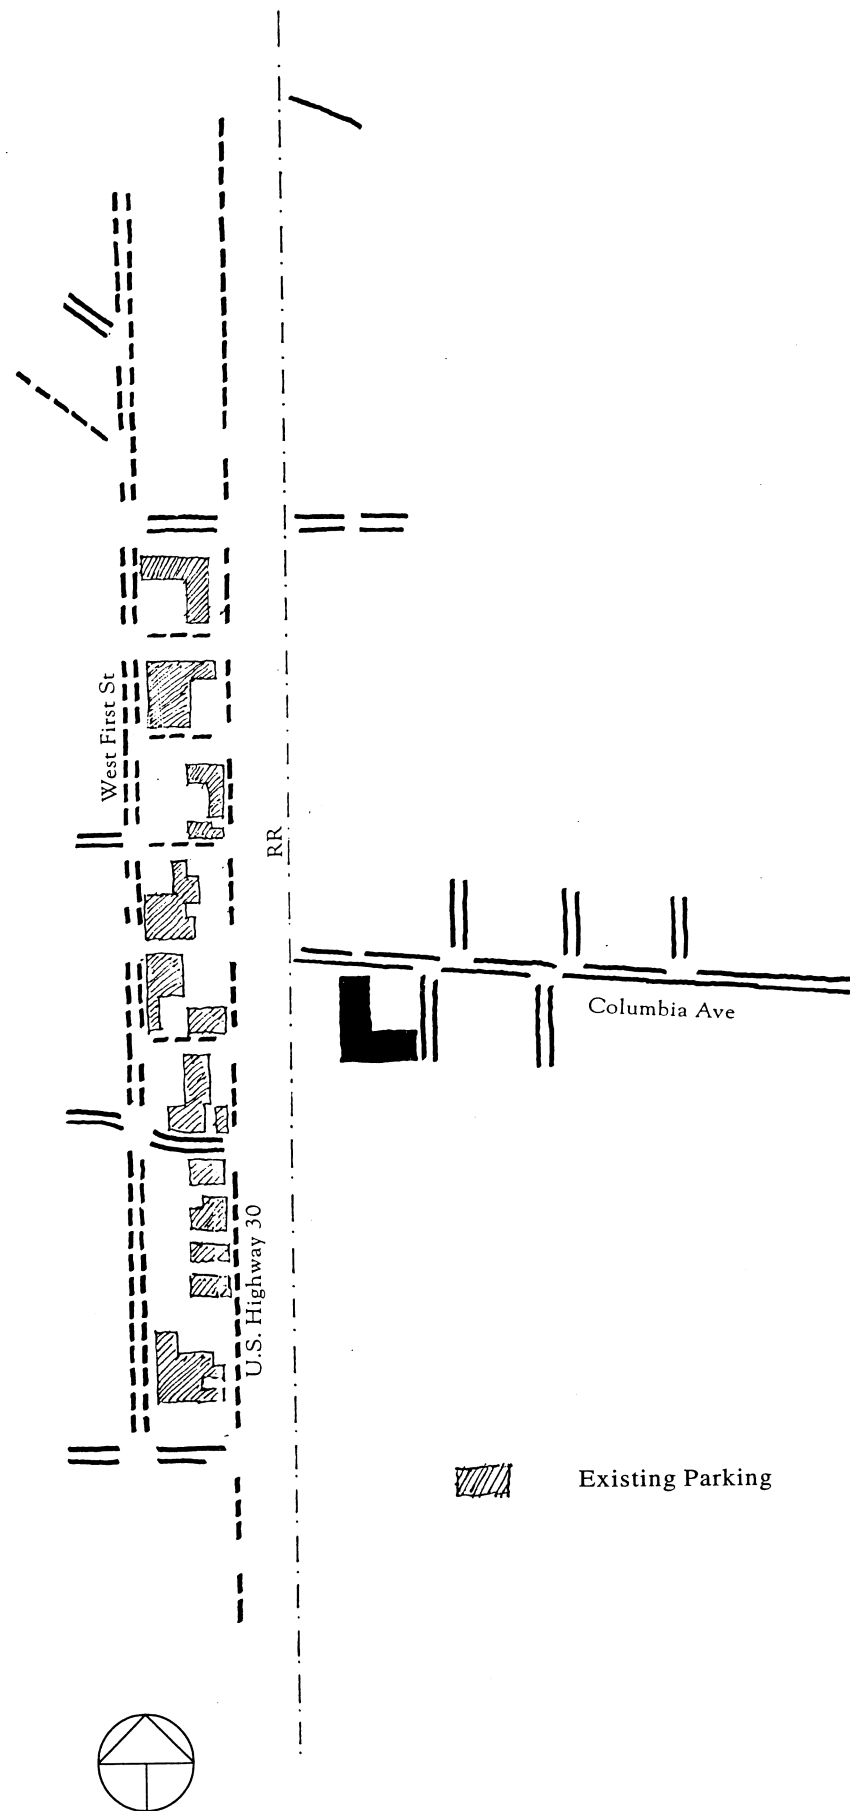 West First St
RR
Columbia Ave
U.S. Highway 30
Existing Parking